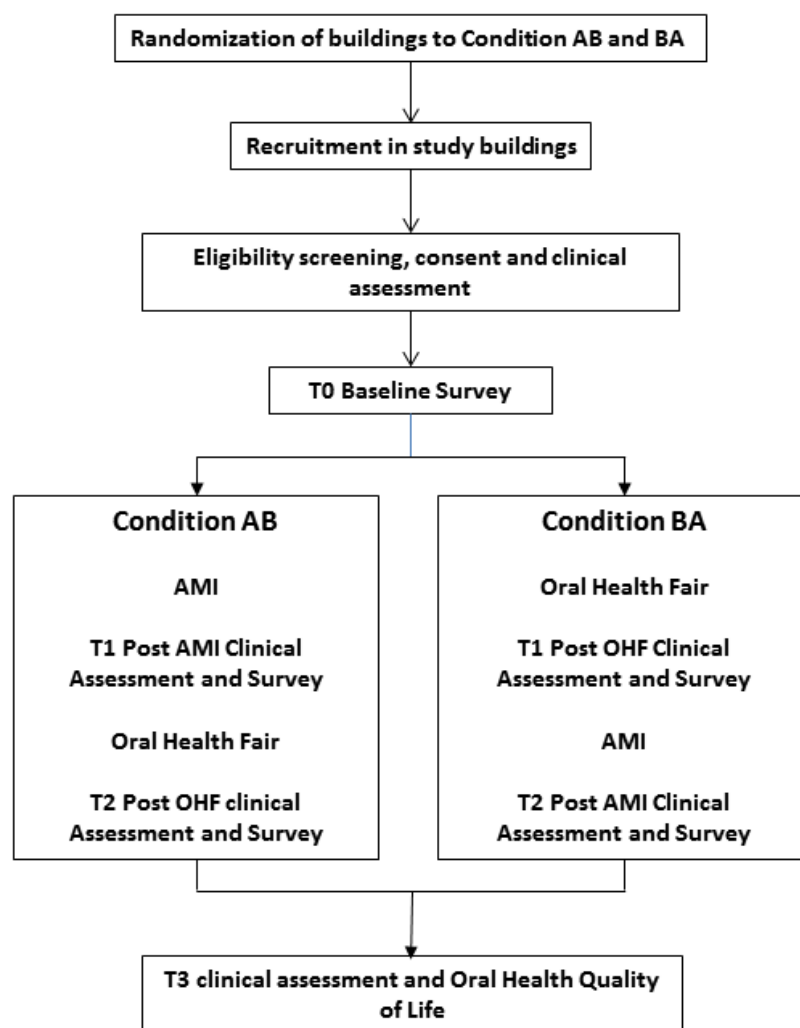 Randomization of buildings to Condition AB and BA
Recruitment in study buildings
Eligibility screening, consent and clinical
assessment
T0 Baseline Survey
Condition AB
AMI
T1 Post AMI Clinical
Assessment and Survey
Oral Health Fair
T2 Post OHF clinical
Assessment and Survey
Condition BA
Oral Health Fair
T1 Post OHF Clinical
Assessment and Survey
AMI
T2 Post AMI Clinical
Assessment and Survey
T3 clinical assessment and Oral Health Quality
of Life